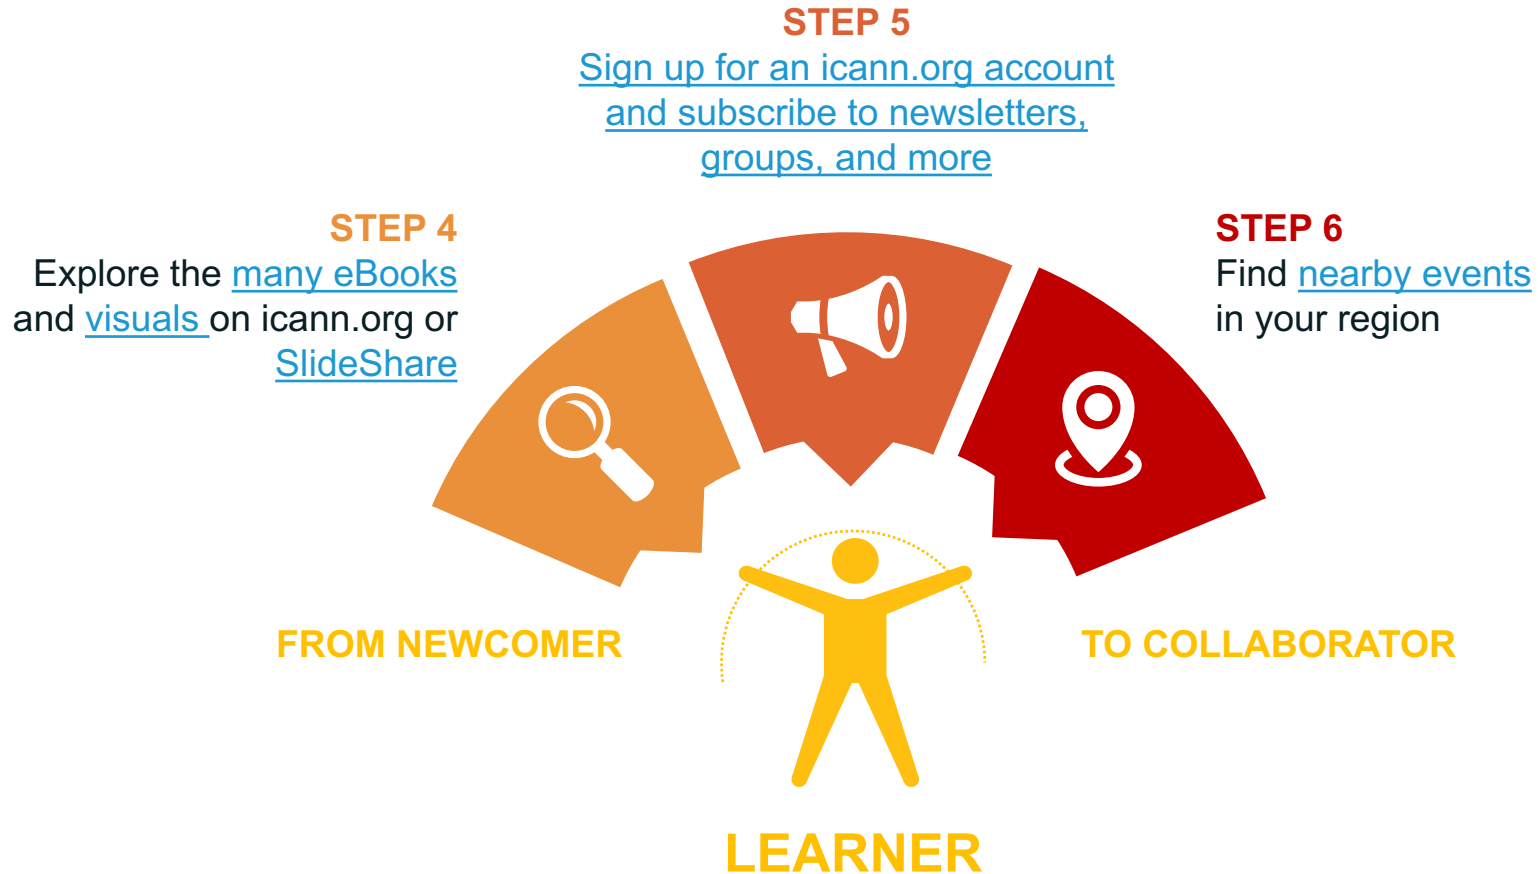 STEP 5
Sign up for an icann.org account
and subscribe to newsletters,
groups, and more
STEP 4
Explore the many eBooks
and visuals on icann.org or
SlideShare
STEP 6
Find nearby events
in your region
FROM NEWCOMER
TO COLLABORATOR
LEARNER